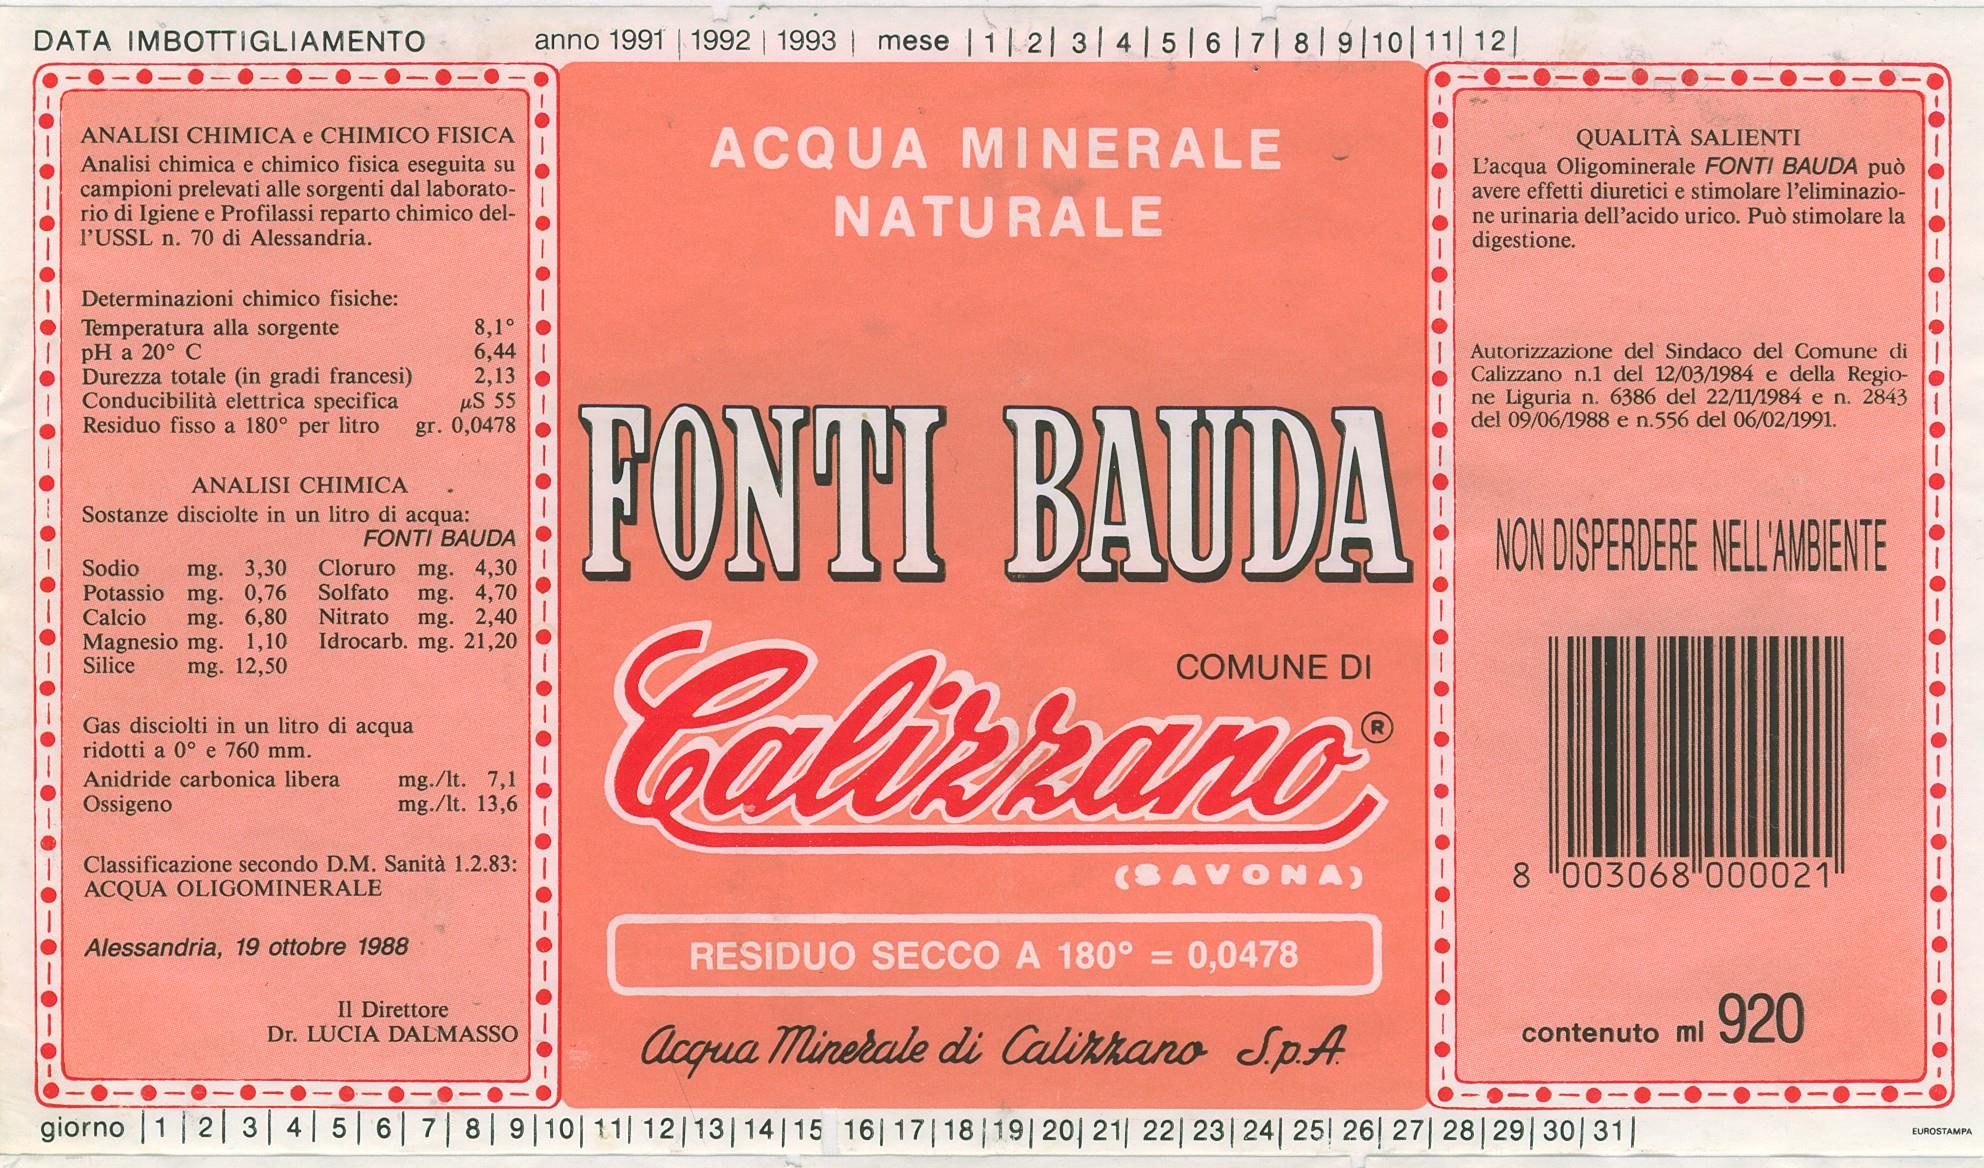 DATA IMBOTTIGLIAMENTO anno 1991 | 1992 | 1993 | mese | 1 | 2 | 3 | 4 | 5 | 6 | 7 | 8 | 9 | 10 | 11 | 12 |
ANALISI CHIMICA e CHIMICO FISICA
Analisi chimica e chimico fisica eseguita su
campioni prelevati alle sorgenti dal laborato-
rio di Igiene e Profilassi reparto chimico del-
l'USSL n. 70 di Alessandria.
Determinazioni chimico fisiche:
Temperatura alla sorgente 8,1°
pH a 20° C 6,44
Durezza totale (in gradi francesi) 2,13
Conducibilità elettrica specifica µS 55
Residuo fisso a 180° per litro gr. 0,0478
ANALISI CHIMICA
Sostanze disciolte in un litro di acqua:
FONTI BAUDA
Sodio mg. 3,30 Cloruro mg. 4,30
Potassio mg. 0,76 Solfato mg. 4,70
Calcio mg. 6,80 Nitrato mg. 2,40
Magnesio mg. 1,10 Idrocarb. mg. 21,20
Silice mg. 12,50
Gas disciolti in un litro di acqua
ridotti a 0° e 760 mm.
Anidride carbonica libera mg./lt. 7,1
Ossigeno mg./lt. 13,6
Classificazione secondo D.M. Sanità 1.2.83:
ACQUA OLIGOMINERALE
Alessandria, 19 ottobre 1988
Il Direttore
Dr. LUCIA DALMASSO
ACQUA MINERALE
NATURALE
FONTI BAUDA
COMUNE DI
Calizzano ®
(SAVONA)
RESIDUO SECCO A 180° = 0,0478
Acqua Minerale di Calizzano S.p.A.
QUALITÀ SALIENTI
L'acqua Oligominerale FONTI BAUDA può
avere effetti diuretici e stimolare l'eliminazio-
ne urinaria dell'acido urico. Può stimolare la
digestione.
Autorizzazione del Sindaco del Comune di
Calizzano n.1 del 12/03/1984 e della Regio-
ne Liguria n. 6386 del 22/11/1984 e n. 2843
del 09/06/1988 e n.556 del 06/02/1991.
NON DISPERDERE NELL'AMBIENTE
8 003068 000021
contenuto ml 920
giorno | 1 | 2 | 3 | 4 | 5 | 6 | 7 | 8 | 9 | 10 | 11 | 12 | 13 | 14 | 15 16 | 17 | 18 | 19 | 20 | 21 | 22 | 23 | 24 | 25 | 26 | 27 | 28 | 29 | 30 | 31 |
EUROSTAMPA